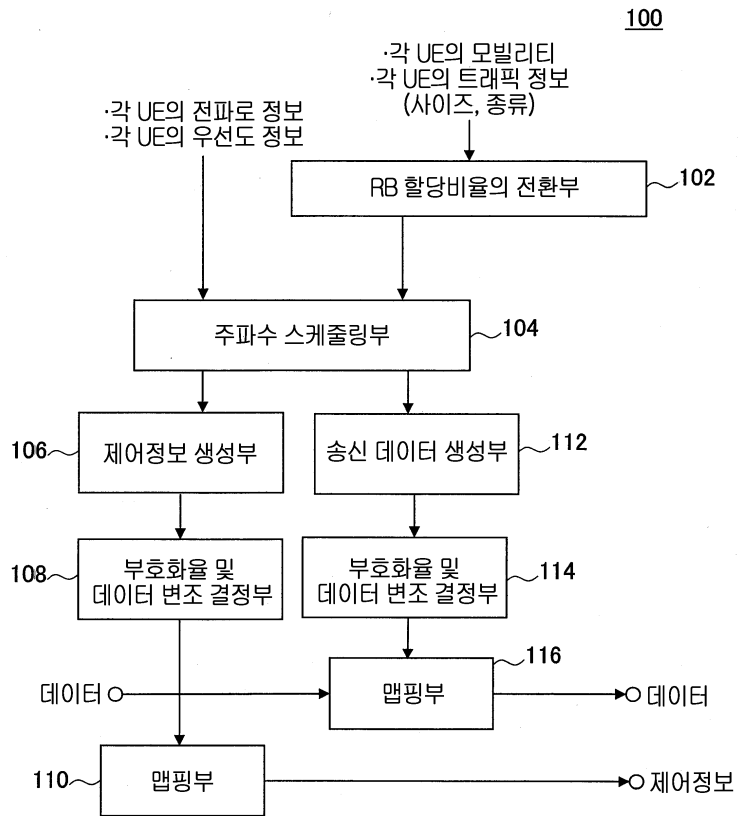 100
·각 UE의 모빌리티
·각 UE의 트래픽 정보
(사이즈, 종류)
·각 UE의 전파로 정보
·각 UE의 우선도 정보
RB 할당비율의 전환부
102
주파수 스케줄링부
104
106
제어정보 생성부
송신 데이터 생성부
112
108
부호화율 및
데이터 변조 결정부
부호화율 및
데이터 변조 결정부
114
116
데이터
맵핑부
데이터
110
맵핑부
제어정보